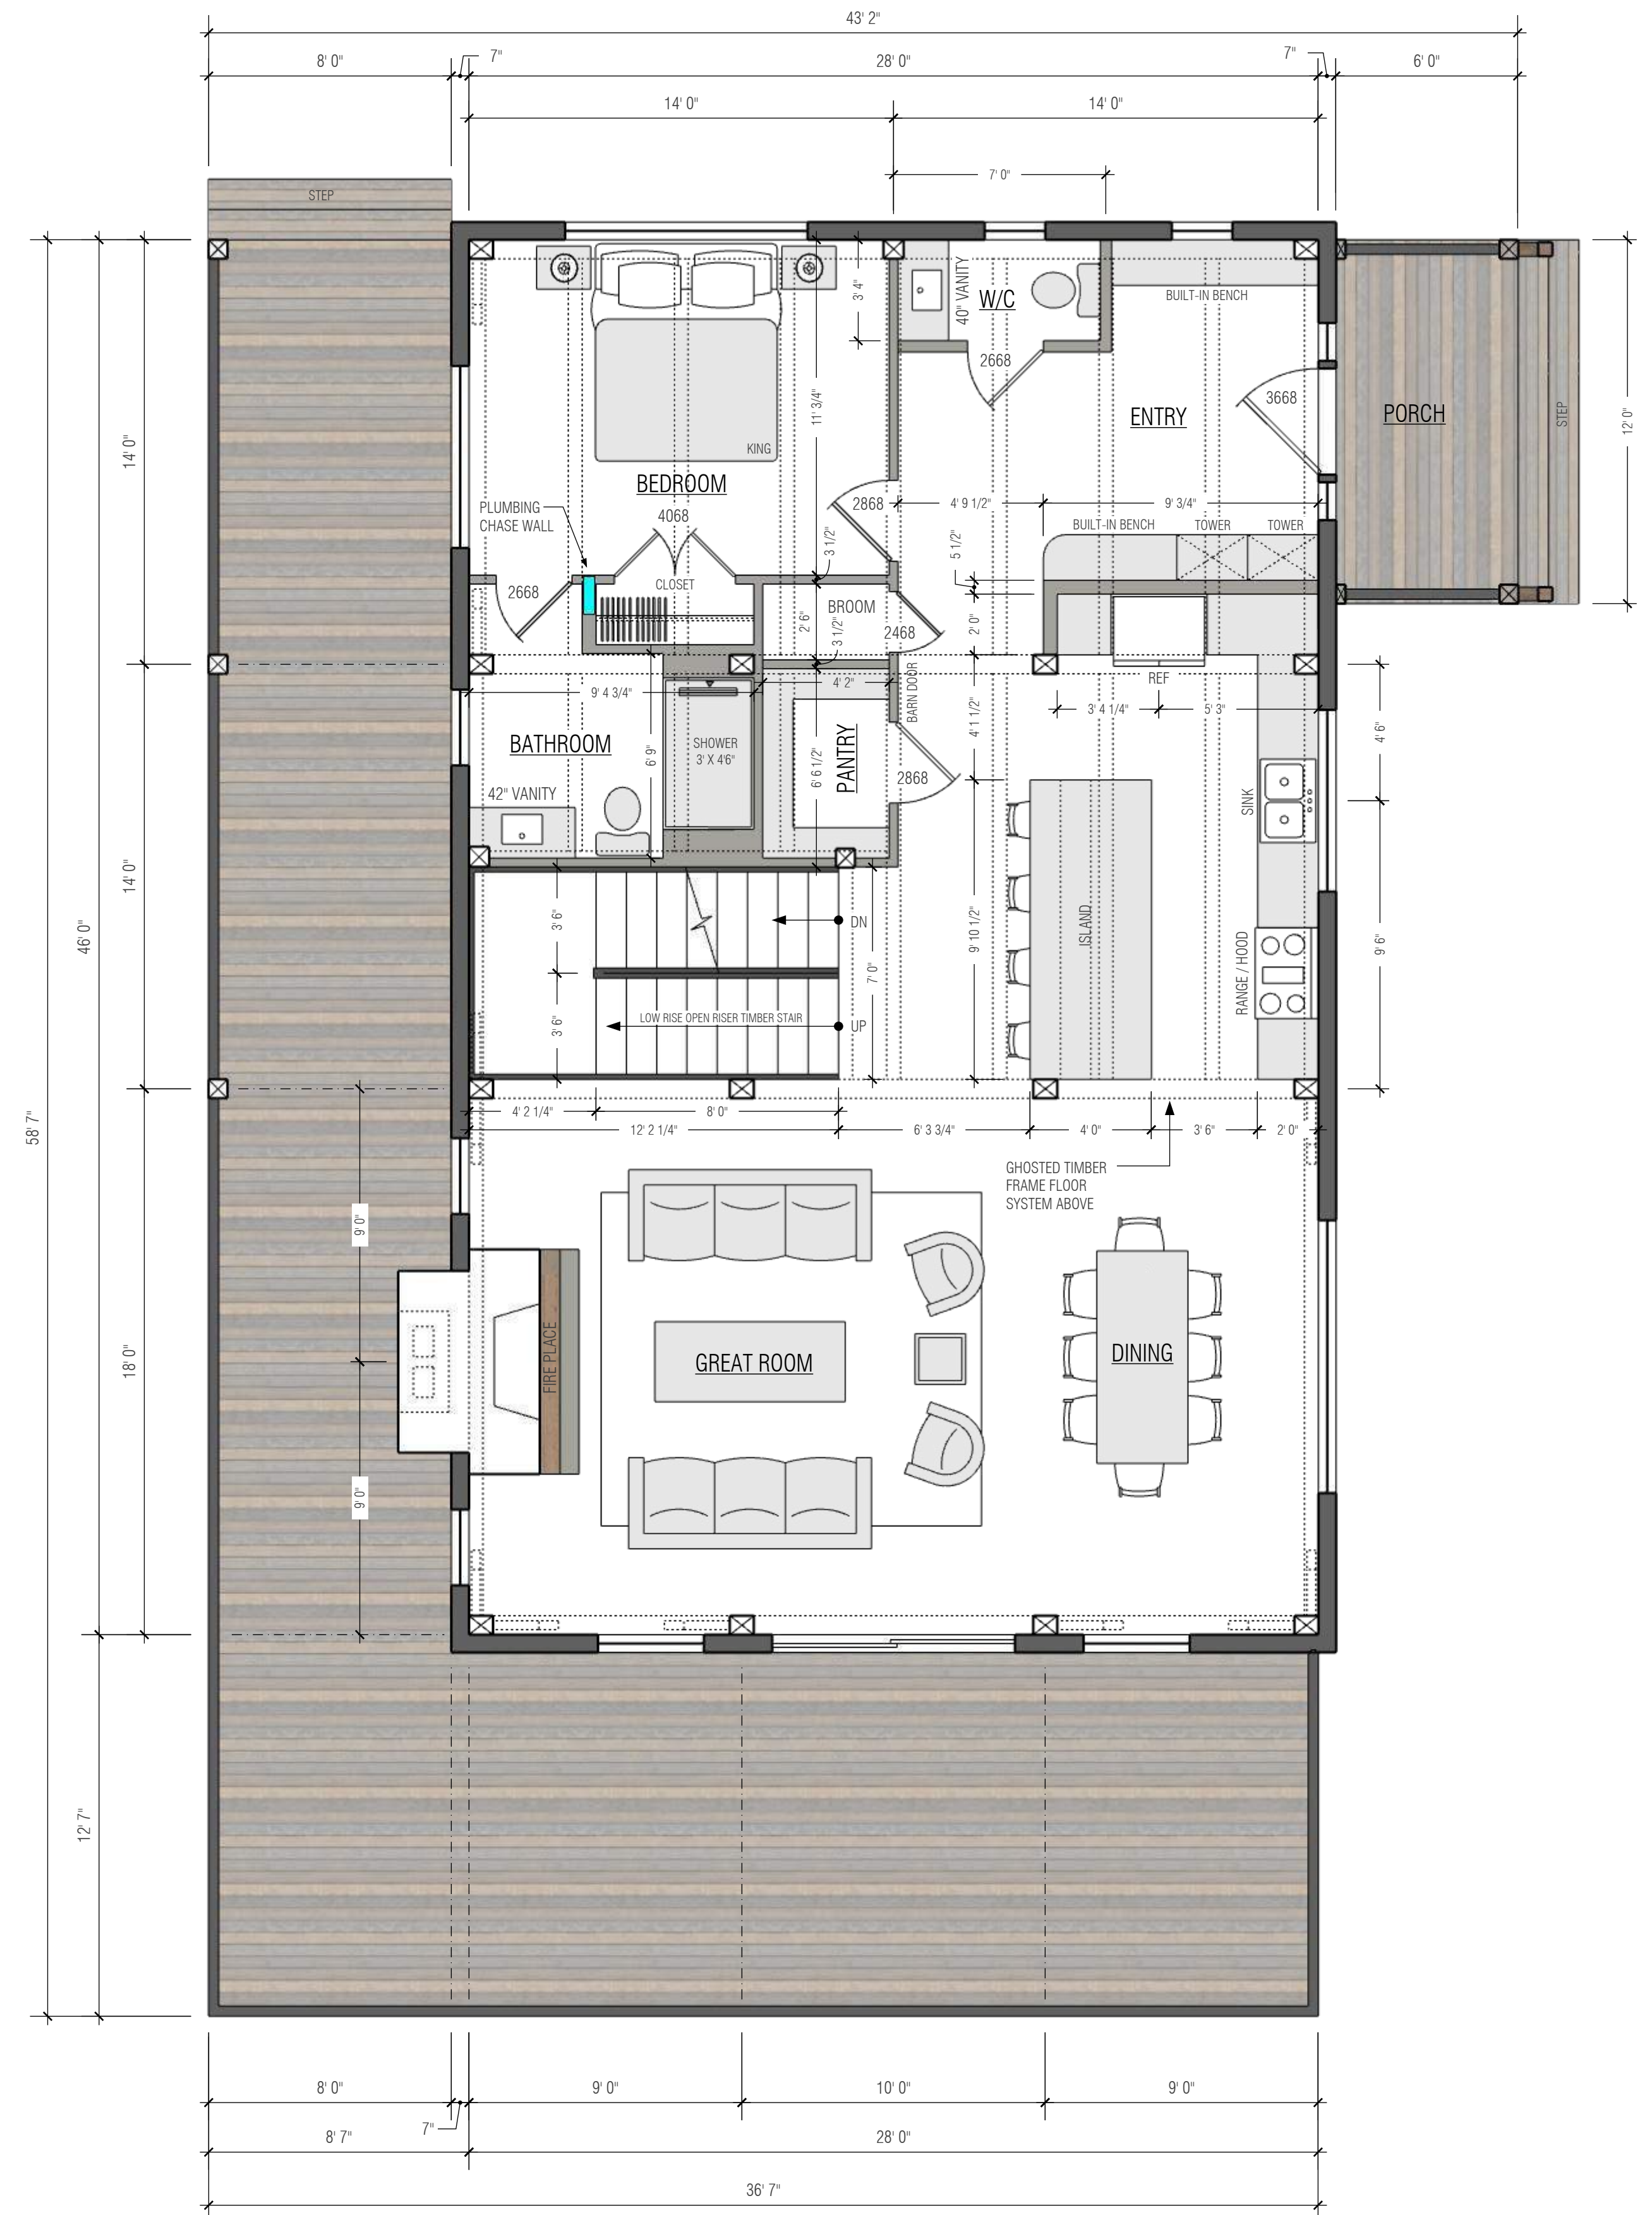 43' 2"
8' 0"
7"
28' 0"
7"
6' 0"
14' 0"
14' 0"
7' 0"
STEP
3' 4"
40" VANITY
W/C
BUILT-IN BENCH
2668
3668
KING
11' 3/4"
ENTRY
PORCH
STEP
12' 0"
14' 0"
BEDROOM
PLUMBING
CHASE WALL
4068
2868
4' 9 1/2"
9' 3/4"
BUILT-IN BENCH
TOWER
TOWER
3 1/2"
5 1/2"
2668
CLOSET
BROOM
2' 6"
3 1/2"
2468
2' 0"
9' 4 3/4"
4' 2"
BARN DOOR
REF
3' 4 1/4"
5' 3"
4' 1 1/2"
4' 6"
BATHROOM
6' 9"
SHOWER
3' X 4'6"
6' 6 1/2"
PANTRY
2868
42" VANITY
SINK
14' 0"
46' 0"
3' 6"
DN
7' 0"
9' 10 1/2"
ISLAND
RANGE / HOOD
9' 6"
3' 6"
LOW RISE OPEN RISER TIMBER STAIR
UP
58' 7"
4' 2 1/4"
8' 0"
12' 2 1/4"
6' 3 3/4"
4' 0"
3' 6"
2' 0"
GHOSTED TIMBER
FRAME FLOOR
SYSTEM ABOVE
9' 0"
18' 0"
FIRE PLACE
GREAT ROOM
DINING
9' 0"
12' 7"
8' 0"
9' 0"
10' 0"
9' 0"
7"
8' 7"
28' 0"
36' 7"